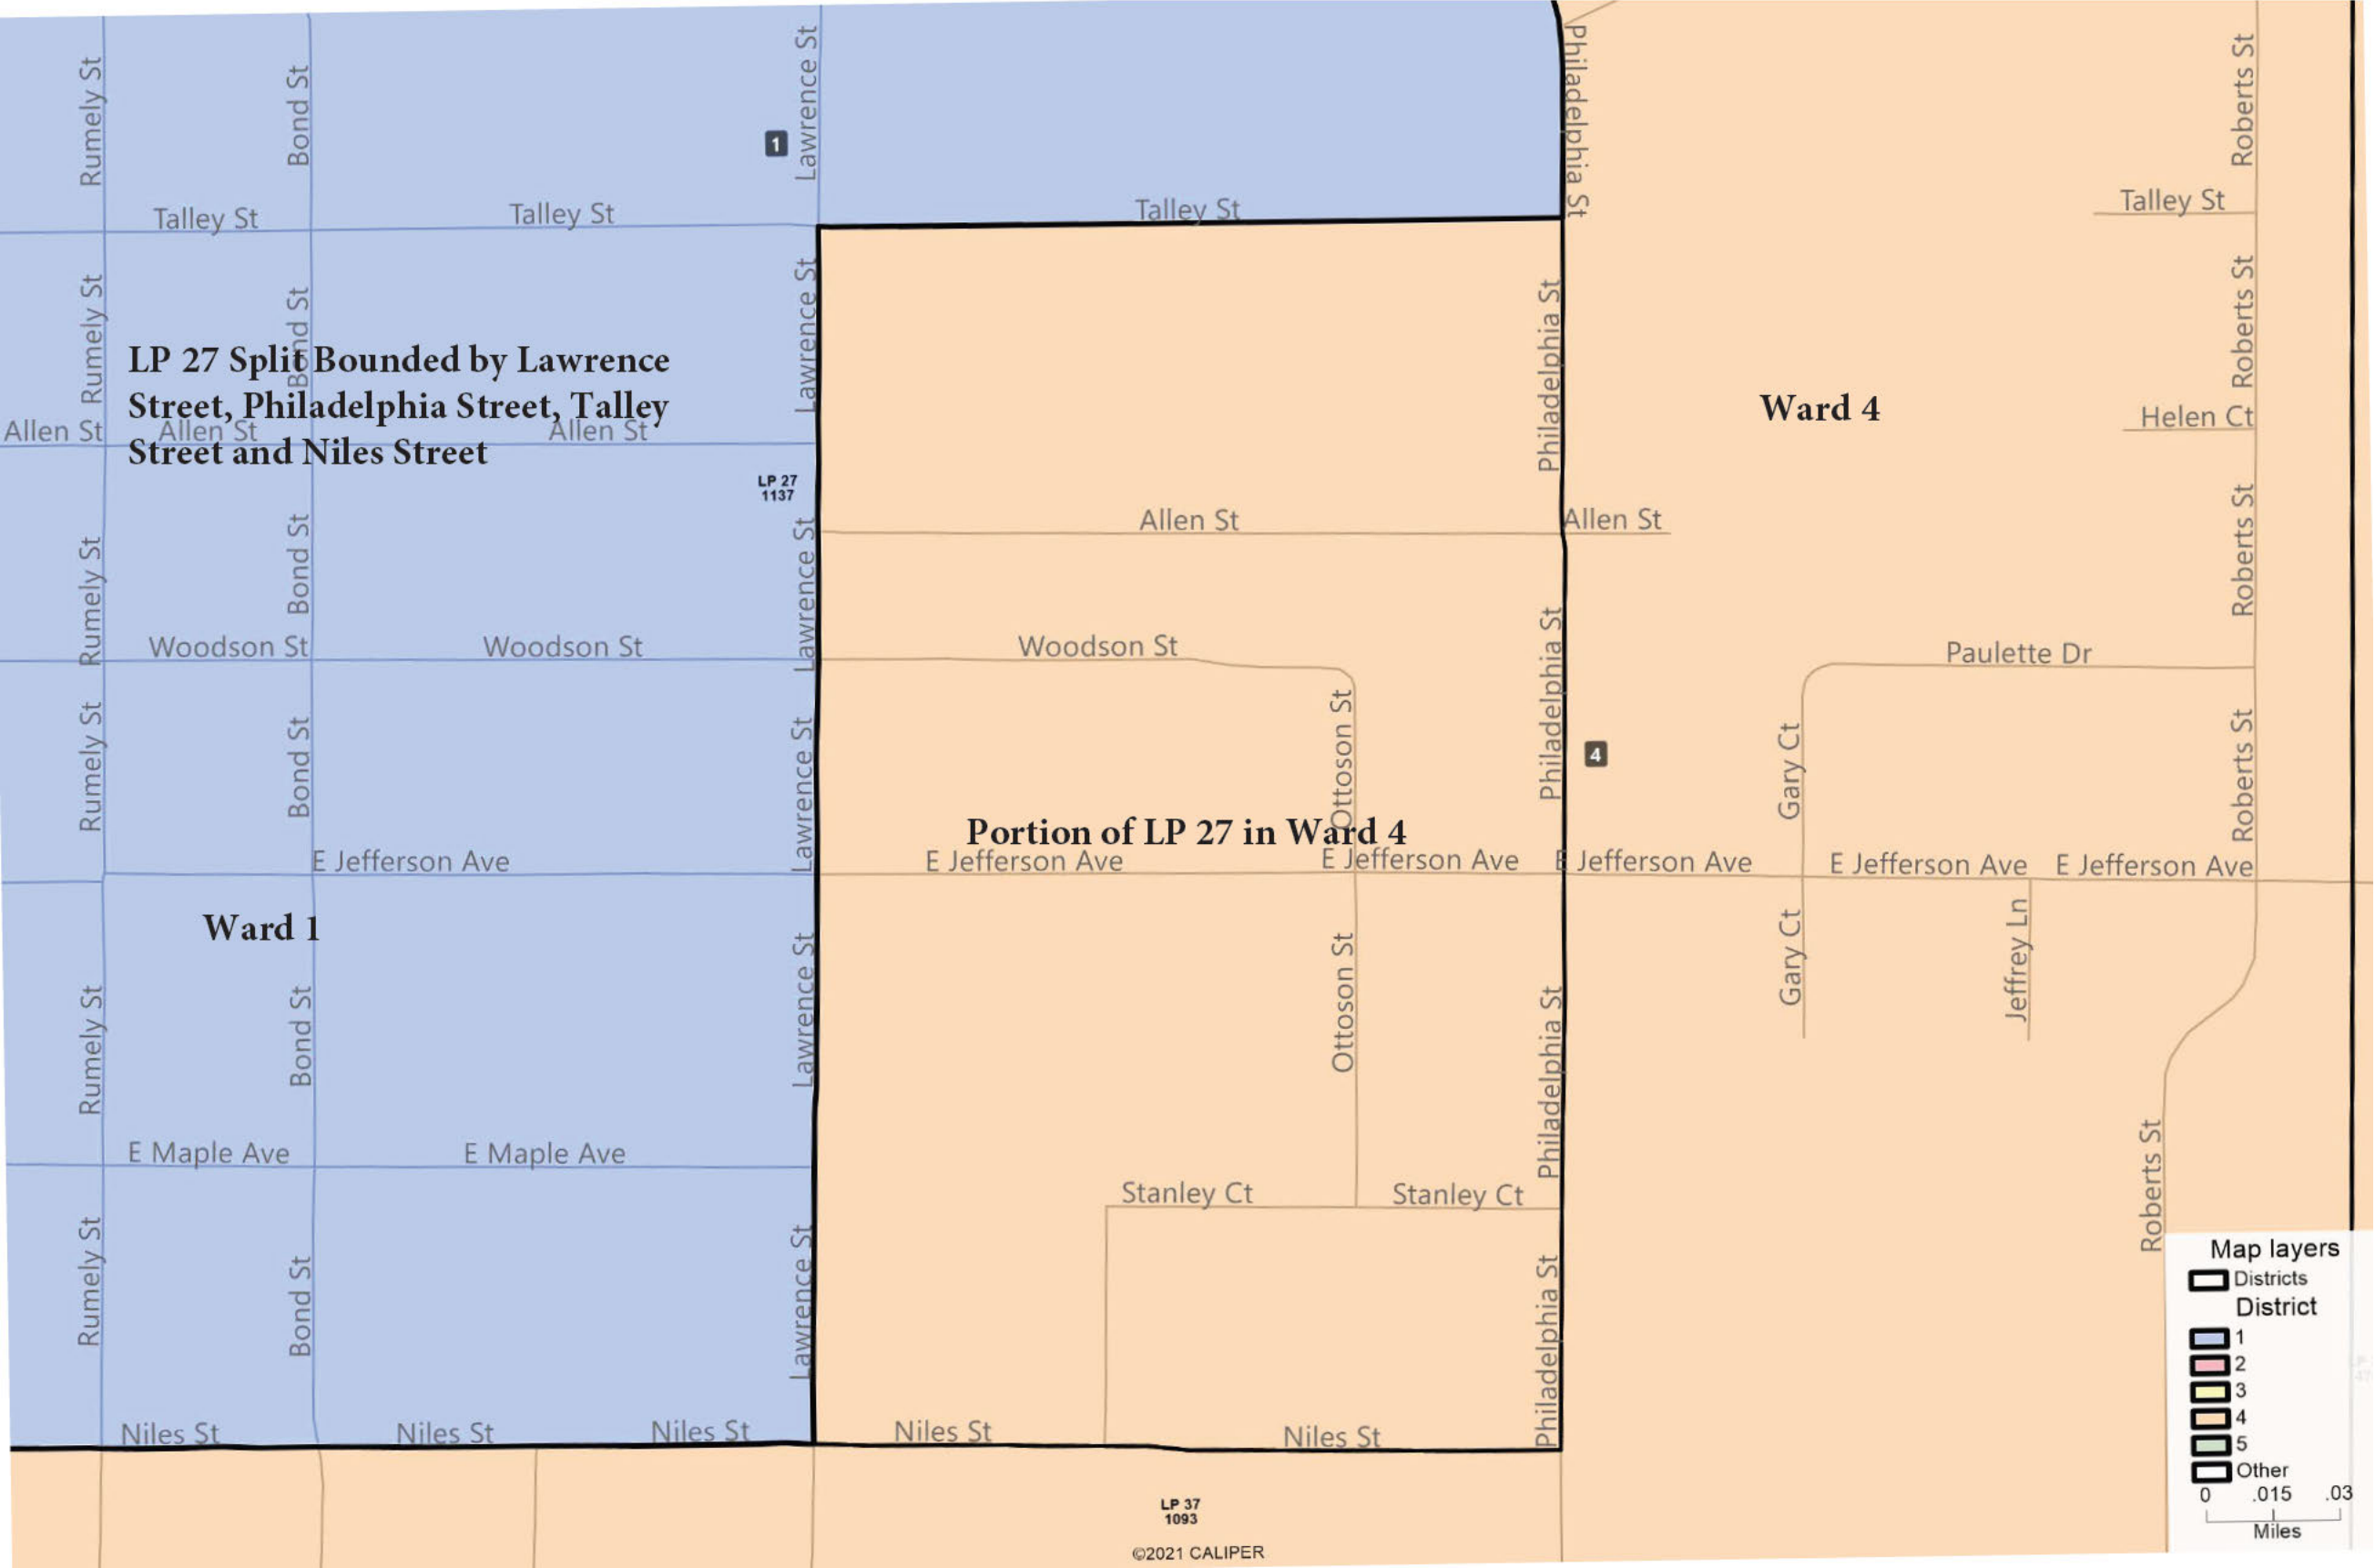 Rumely St
Bond St
Lawrence St
Philadelphia St
Roberts St
1
Talley St
Talley St
Talley St
Talley St
Rumely St
Bond St
Lawrence St
Philadelphia St
Roberts St
LP 27 Split Bounded by Lawrence
Street, Philadelphia Street, Talley
Street and Niles Street
Ward 4
Helen Ct
Allen St
Allen St
Allen St
LP 27
1137
Allen St
Allen St
Rumely St
Bond St
Lawrence St
Roberts St
Woodson St
Woodson St
Woodson St
Philadelphia St
Paulette Dr
Rumely St
Bond St
Lawrence St
Ottoson St
4
Gary Ct
Roberts St
Portion of LP 27 in Ward 4
E Jefferson Ave
E Jefferson Ave
E Jefferson Ave
E Jefferson Ave
E Jefferson Ave
E Jefferson Ave
Ward 1
Rumely St
Bond St
Lawrence St
Ottoson St
Philadelphia St
Gary Ct
Jeffrey Ln
E Maple Ave
E Maple Ave
Stanley Ct
Stanley Ct
Roberts St
Rumely St
Bond St
Lawrence St
Philadelphia St
Niles St
Niles St
Niles St
Niles St
Niles St
LP 37
1093
©2021 CALIPER
Map layers
Districts
District
1
2
3
4
5
Other
0 .015 .03
Miles